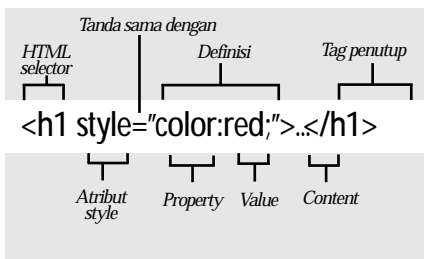 Tanda sama dengan
HTML selector
Definisi
Tag penutup
<h1 style="color:red;">...</h1>
Atribut style
Property
Value
Content